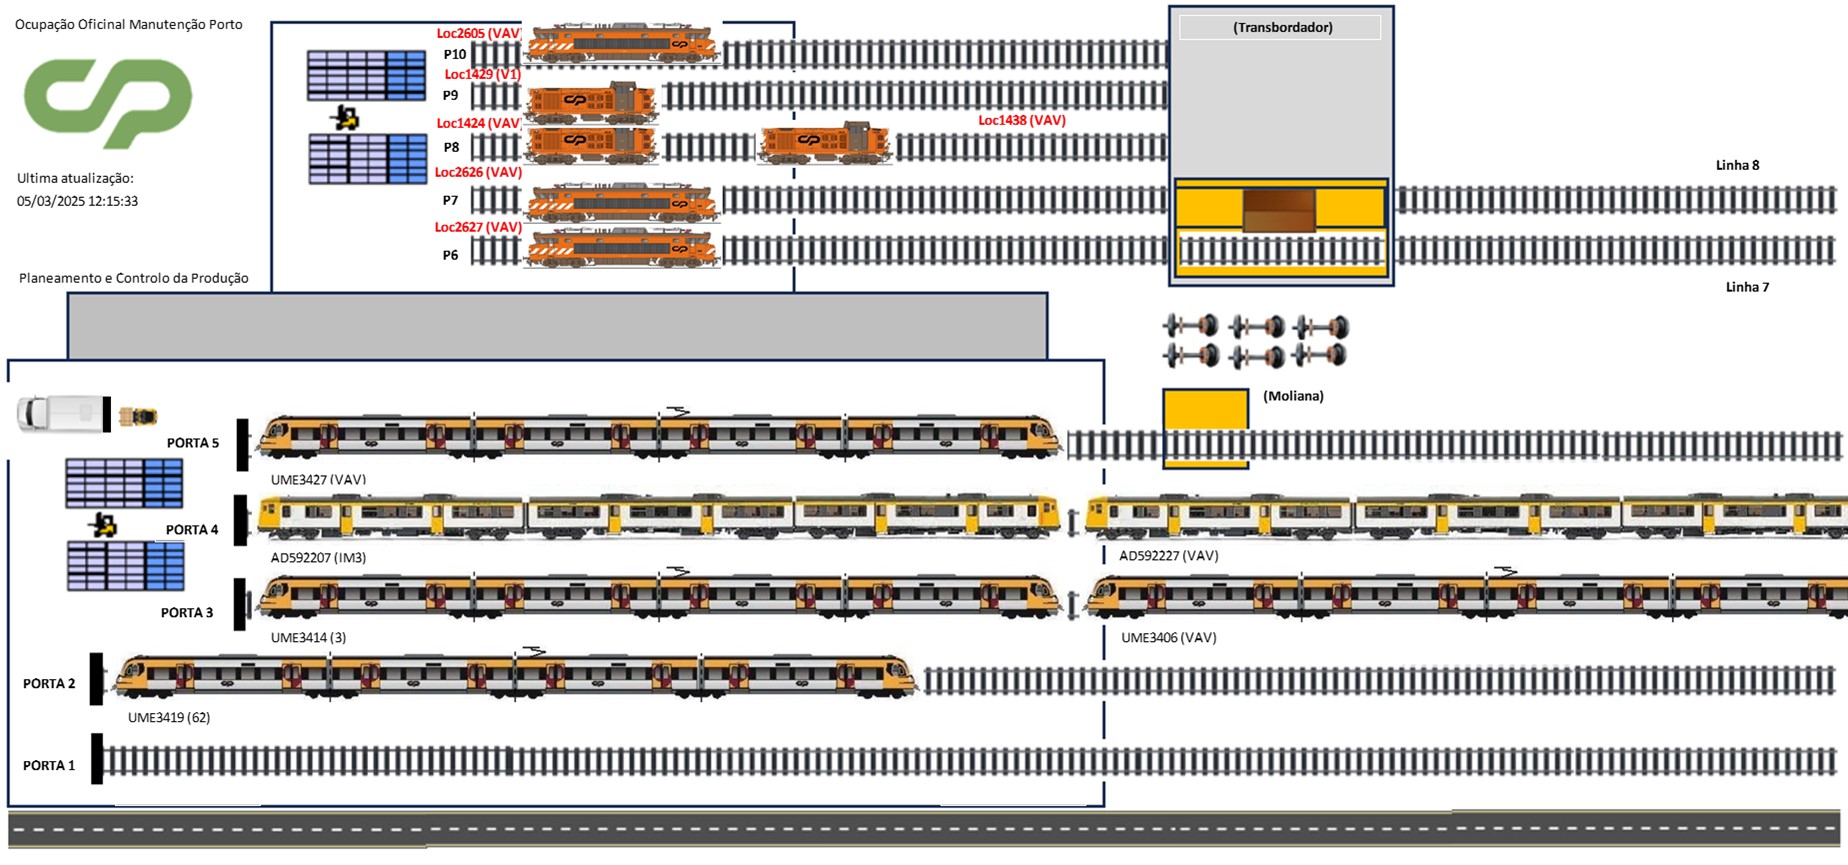 Ocupação Oficinal Manutenção Porto
Ultima atualização:
05/03/2025 12:15:33
Planeamento e Controlo da Produção
Loc2605 (VAV)
P10
Loc1429 (V1)
P9
Loc1424 (VAV)
Loc1438 (VAV)
P8
Loc2626 (VAV)
P7
Loc2627 (VAV)
P6
(Transbordador)
Linha 8
Linha 7
(Moliana)
PORTA 5
UME3427 (VAV)
PORTA 4
AD592207 (IM3)
AD592227 (VAV)
PORTA 3
UME3414 (3)
UME3406 (VAV)
PORTA 2
UME3419 (62)
PORTA 1